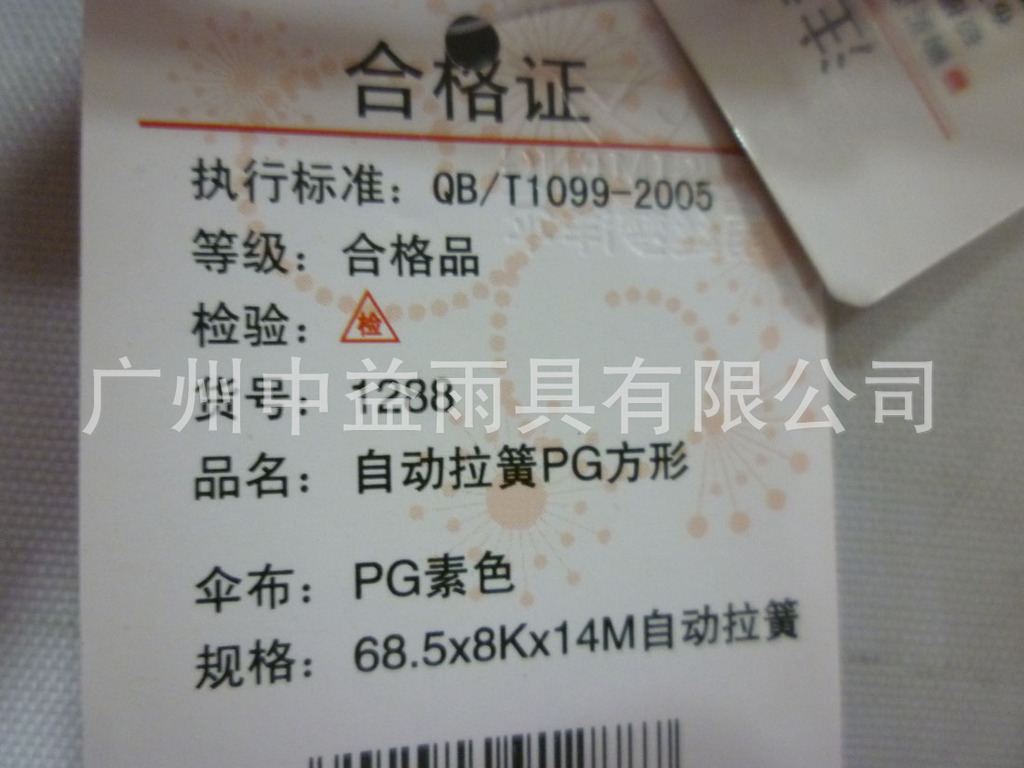 合格证
执行标准：QB/T1099-2005
等级：合格品
检验：
货号：1288
广州中益雨具有限公司
品名：自动拉簧PG方形
伞布：PG素色
规格：68.5x8Kx14M自动拉簧
注